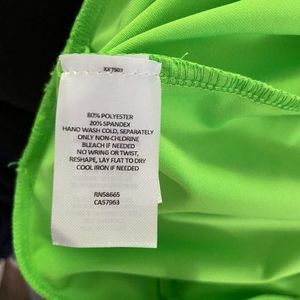 80% POLYESTER
20% SPANDEX
HAND WASH COLD, SEPARATELY
ONLY NON-CHLORINE
BLEACH IF NEEDED
NO WRING OR TWIST,
RESHAPE, LAY FLAT TO DRY
COOL IRON IF NEEDED
RN58665
CA57963